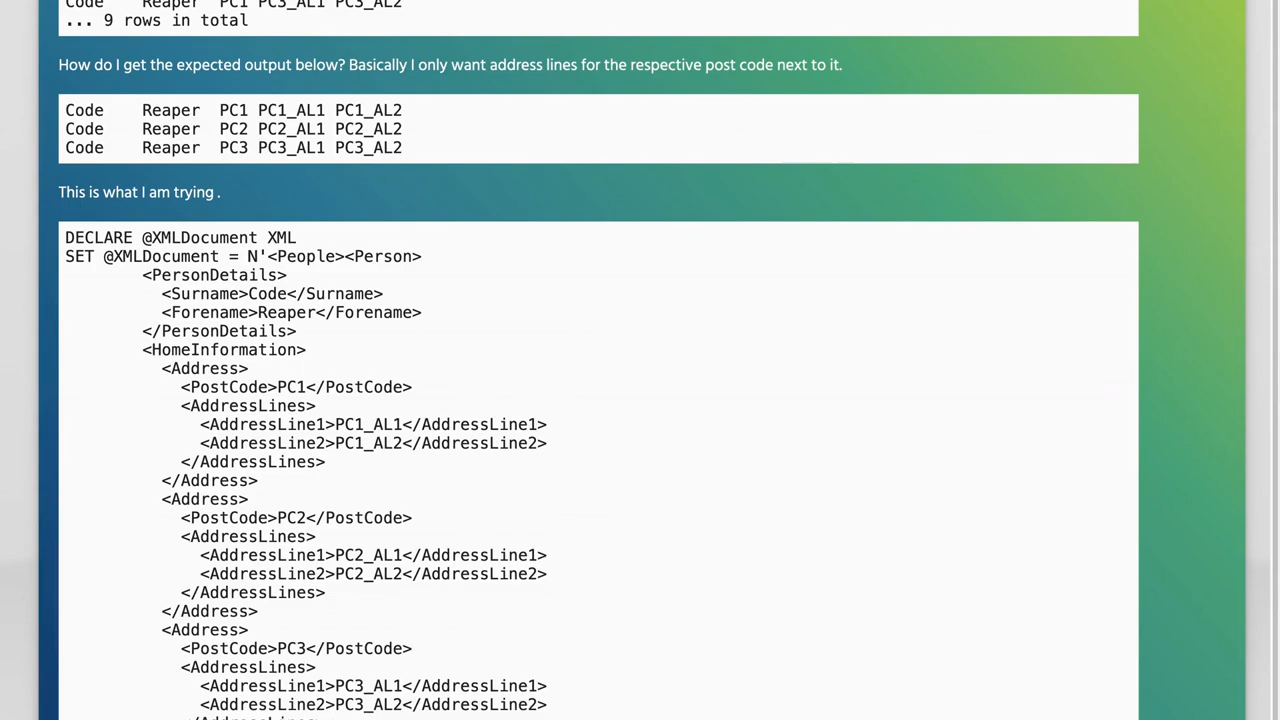 Code    Reaper  PC1 PC3_AL1 PC3_AL2
... 9 rows in total
How do I get the expected output below? Basically I only want address lines for the respective post code next to it.
Code    Reaper  PC1 PC1_AL1 PC1_AL2
Code    Reaper  PC2 PC2_AL1 PC2_AL2
Code    Reaper  PC3 PC3_AL1 PC3_AL2
This is what I am trying .
DECLARE @XMLDocument XML
SET @XMLDocument = N'<People><Person>
        <PersonDetails>
          <Surname>Code</Surname>
          <Forename>Reaper</Forename>
        </PersonDetails>
        <HomeInformation>
          <Address>
            <PostCode>PC1</PostCode>
            <AddressLines>
              <AddressLine1>PC1_AL1</AddressLine1>
              <AddressLine2>PC1_AL2</AddressLine2>
            </AddressLines>
          </Address>
          <Address>
            <PostCode>PC2</PostCode>
            <AddressLines>
              <AddressLine1>PC2_AL1</AddressLine1>
              <AddressLine2>PC2_AL2</AddressLine2>
            </AddressLines>
          </Address>
          <Address>
            <PostCode>PC3</PostCode>
            <AddressLines>
              <AddressLine1>PC3_AL1</AddressLine1>
              <AddressLine2>PC3_AL2</AddressLine2>
            </AddressLines>